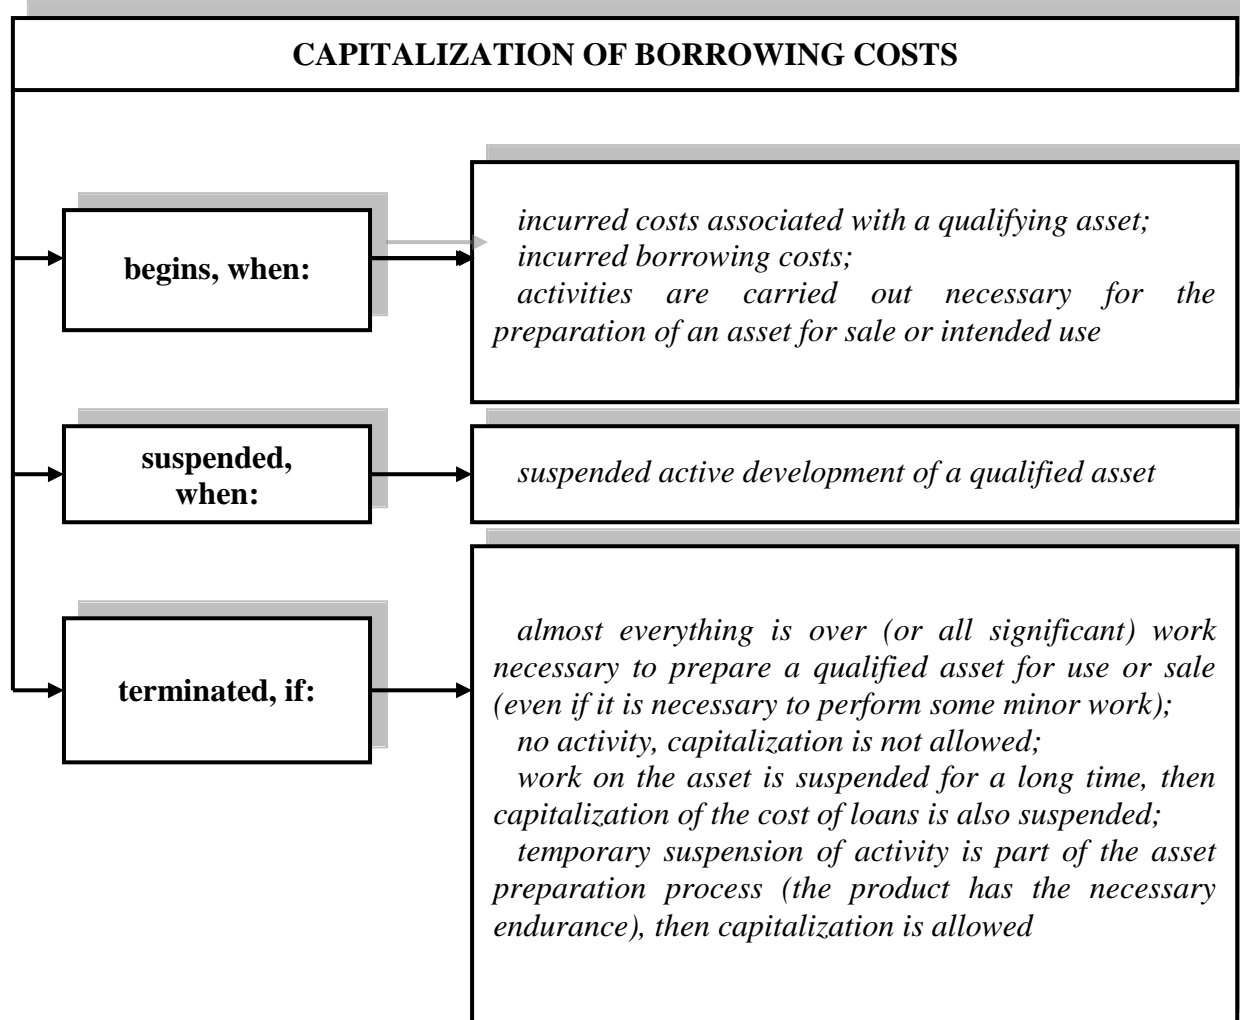 CAPITALIZATION OF BORROWING COSTS
begins, when:
incurred costs associated with a qualifying asset;
incurred borrowing costs;
activities are carried out necessary for the
preparation of an asset for sale or intended use
suspended,
when:
suspended active development of a qualified asset
terminated, if:
almost everything is over (or all significant) work
necessary to prepare a qualified asset for use or sale
(even if it is necessary to perform some minor work);
no activity, capitalization is not allowed;
work on the asset is suspended for a long time, then
capitalization of the cost of loans is also suspended;
temporary suspension of activity is part of the asset
preparation process (the product has the necessary
endurance), then capitalization is allowed